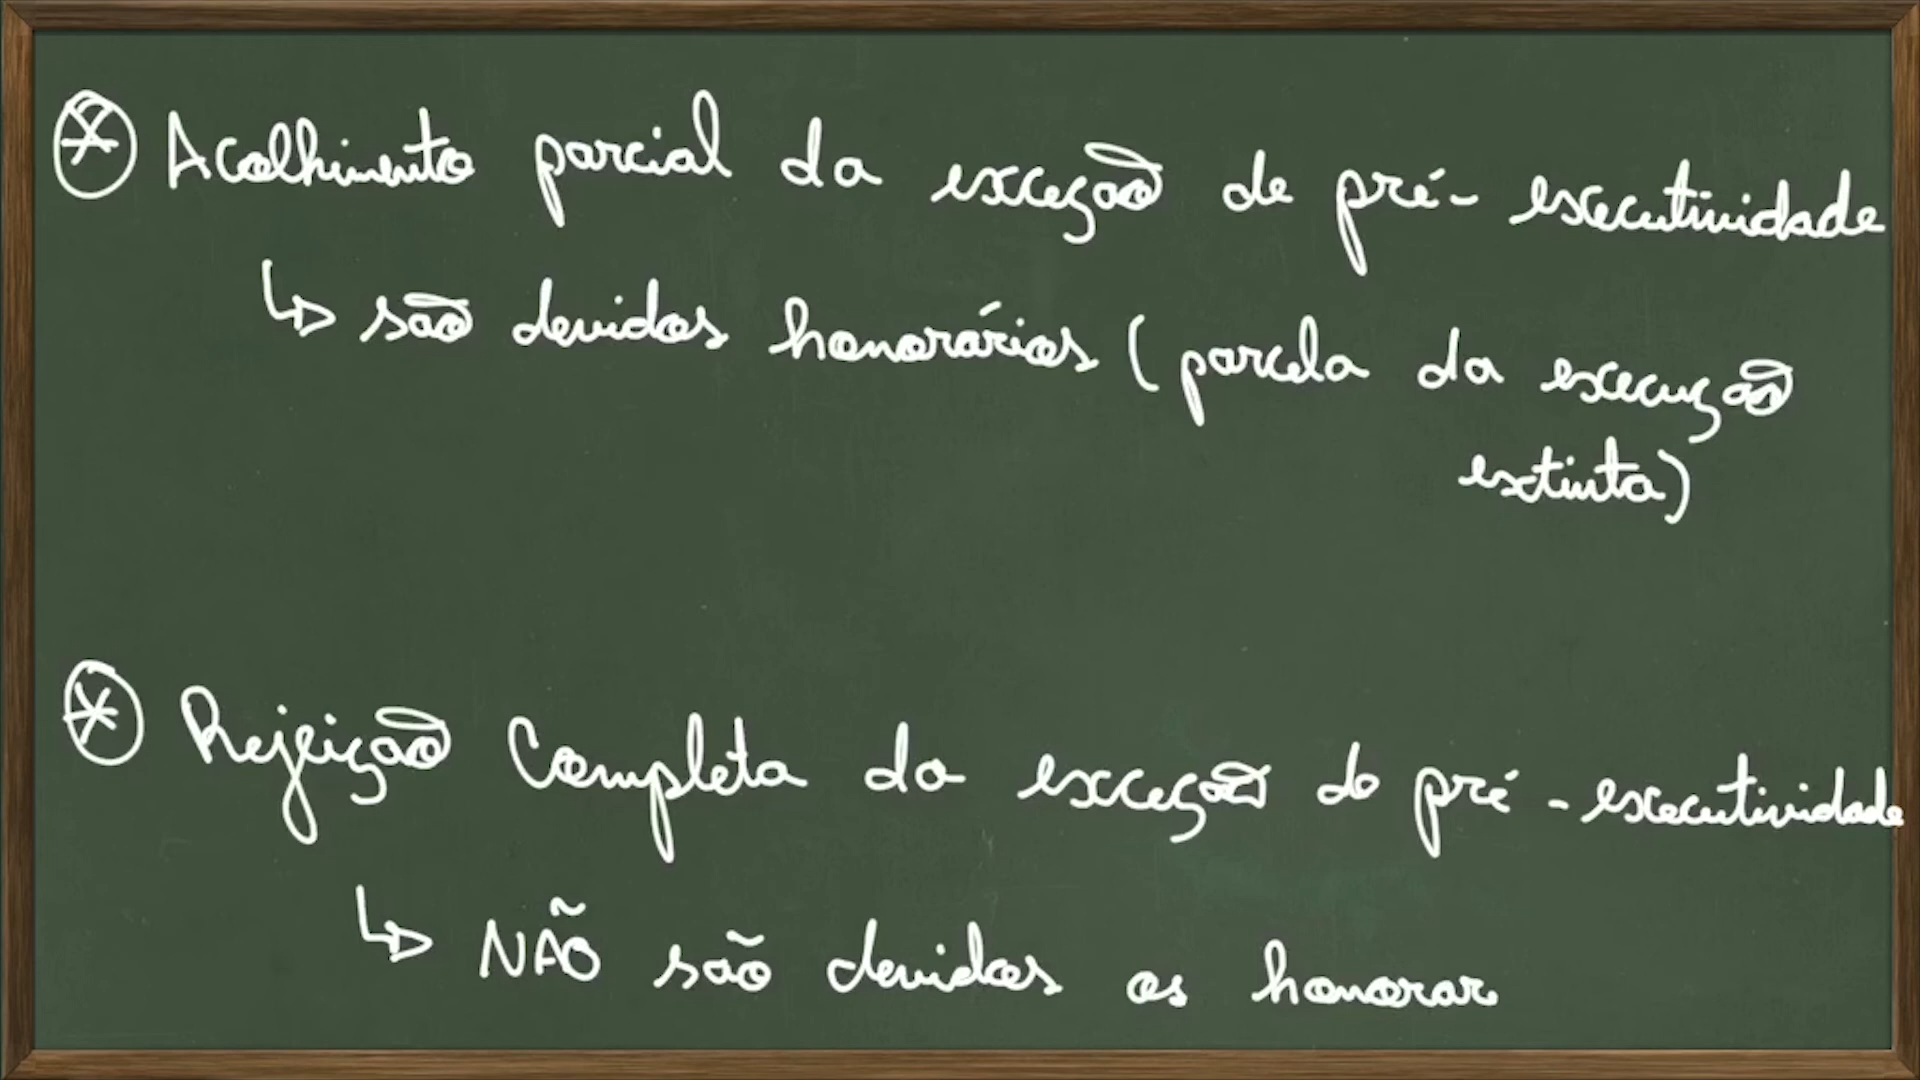 * Acolhimento parcial da exceção de pré-executividade
↳ são devidos honorários (parcela da execução
extinta)
* Rejeição Completa da exceção de pré-executividade
↳ NÃO são devidos os honorar